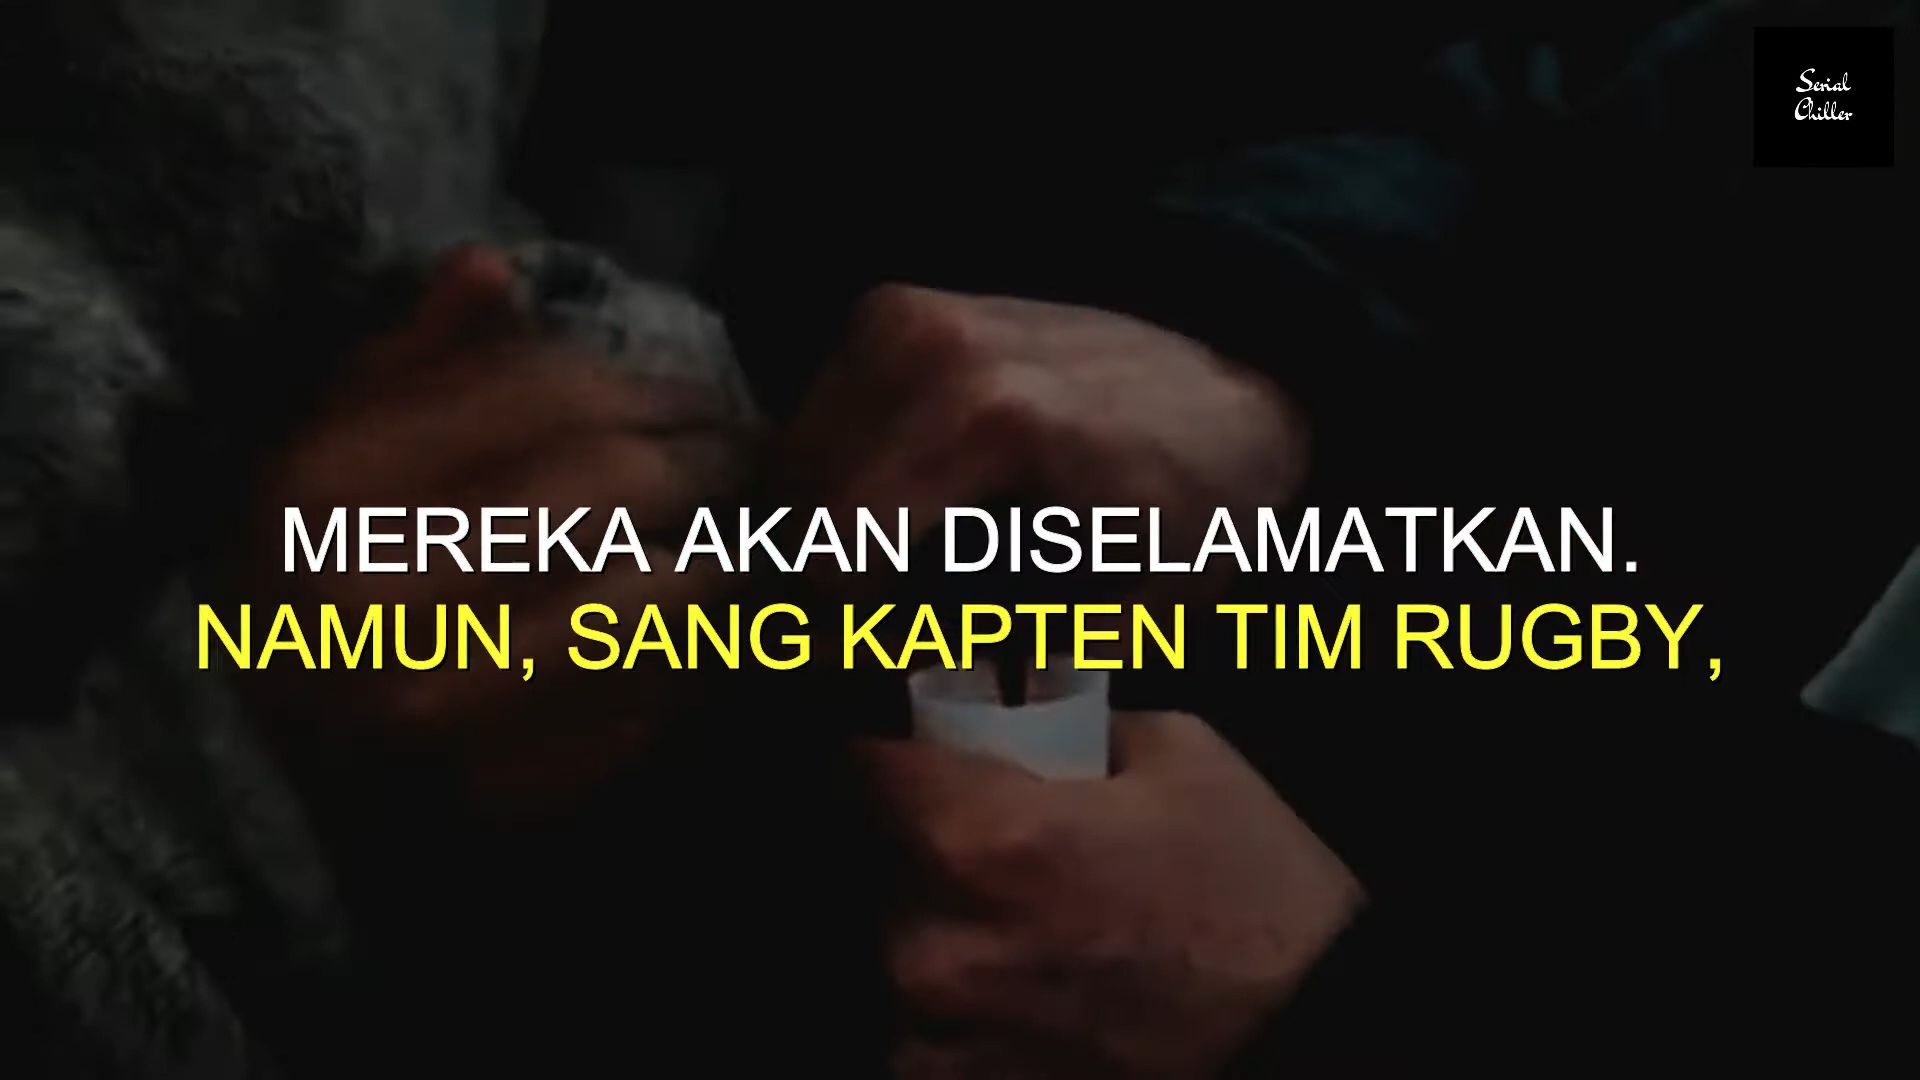 Serial
Chiller
MEREKA AKAN DISELAMATKAN.
NAMUN, SANG KAPTEN TIM RUGBY,